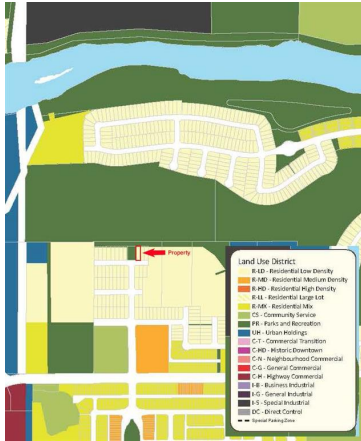 Property
Land Use District
R-LD - Residential Low Density
R-MD - Residential Medium Density
R-HD - Residential High Density
R-LL - Residential Large Lot
R-MX - Residential Mix
CS - Community Service
PR - Parks and Recreation
UH - Urban Holdings
C-T - Commercial Transition
C-HD - Historic Downtown
C-N - Neighbourhood Commercial
C-G - General Commercial
C-H - Highway Commercial
I-B - Business Industrial
I-G - General Industrial
I-S - Special Industrial
DC - Direct Control
Special Parking Zone